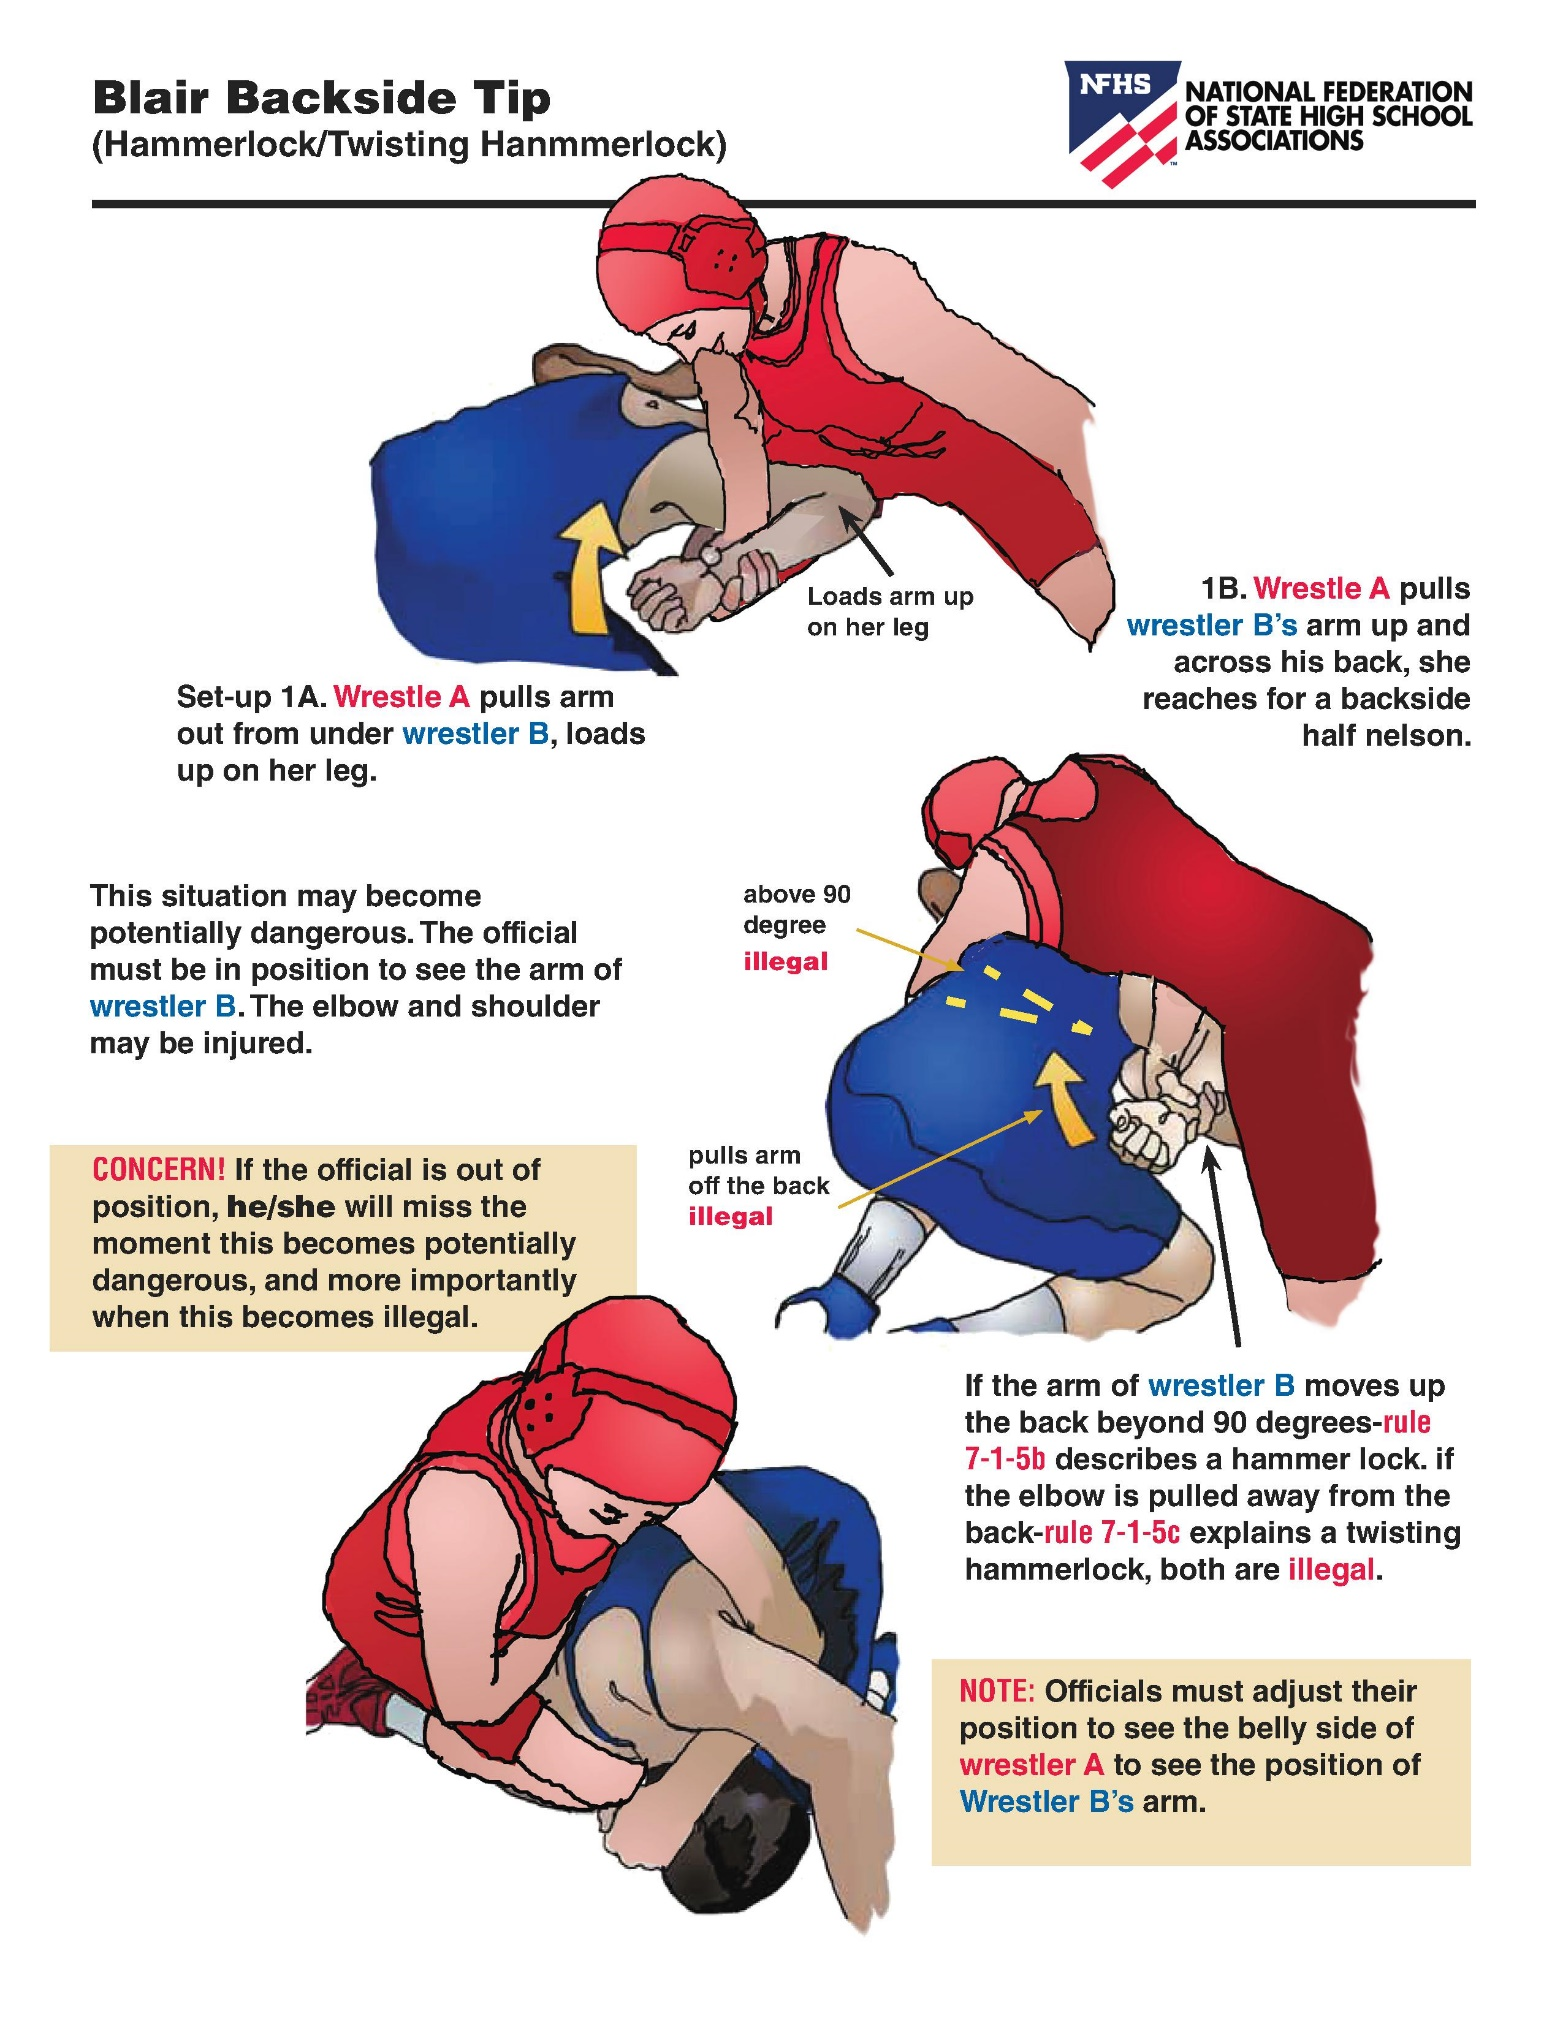 Blair Backside Tip
(Hammerlock/Twisting Hanmmerlock)
NFHS
NATIONAL FEDERATION
OF STATE HIGH SCHOOL
ASSOCIATIONS
TM
Loads arm up
on her leg
Set-up 1A. Wrestle A pulls arm
out from under wrestler B, loads
up on her leg.
1B. Wrestle A pulls
wrestler B's arm up and
across his back, she
reaches for a backside
half nelson.
This situation may become
potentially dangerous. The official
must be in position to see the arm of
wrestler B. The elbow and shoulder
may be injured.
above 90
degree
illegal
pulls arm
off the back
illegal
CONCERN! If the official is out of
position, he/she will miss the
moment this becomes potentially
dangerous, and more importantly
when this becomes illegal.
If the arm of wrestler B moves up
the back beyond 90 degrees-rule
7-1-5b describes a hammer lock. if
the elbow is pulled away from the
back-rule 7-1-5c explains a twisting
hammerlock, both are illegal.
NOTE: Officials must adjust their
position to see the belly side of
wrestler A to see the position of
Wrestler B's arm.